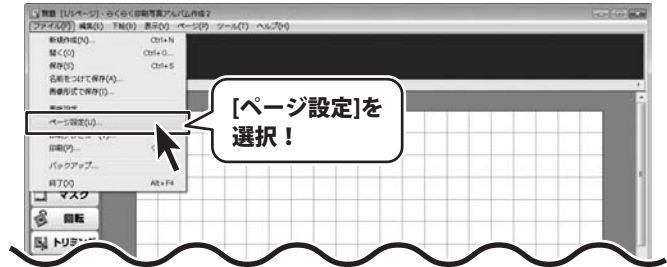 無題 [1/1ページ] - らくらく印刷写真アルバム作成2
ファイル(F) 編集(E) 下絵(B) 表示(V) ページ(P) ツール(T) ヘルプ(H)
新規作成(N)... Ctrl+N
開く(O) Ctrl+O...
保存(S) Ctrl+S
名前をつけて保存(A)...
画像形式で保存(I)...
ページ設定(U)...
[ページ設定]を
選択！
印刷(P)...
バックアップ...
終了(X) Alt+F4
マスク
回転
トリミング